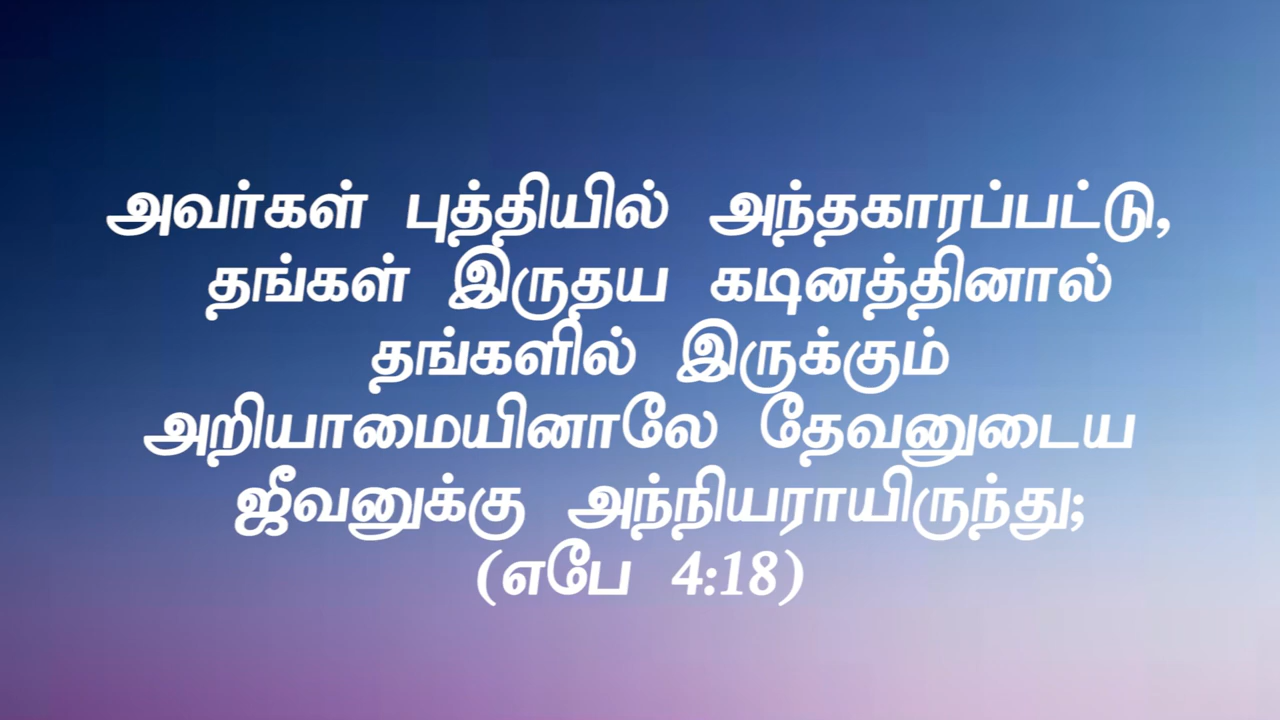 அவர்கள் புத்தியில் அந்தகாரப்பட்டு,
தங்கள் இருதய கடினத்தினால்
தங்களில் இருக்கும்
அறியாமையினாலே தேவனுடைய
ஜீவனுக்கு அந்நியராயிருந்து;
(எபே 4:18)